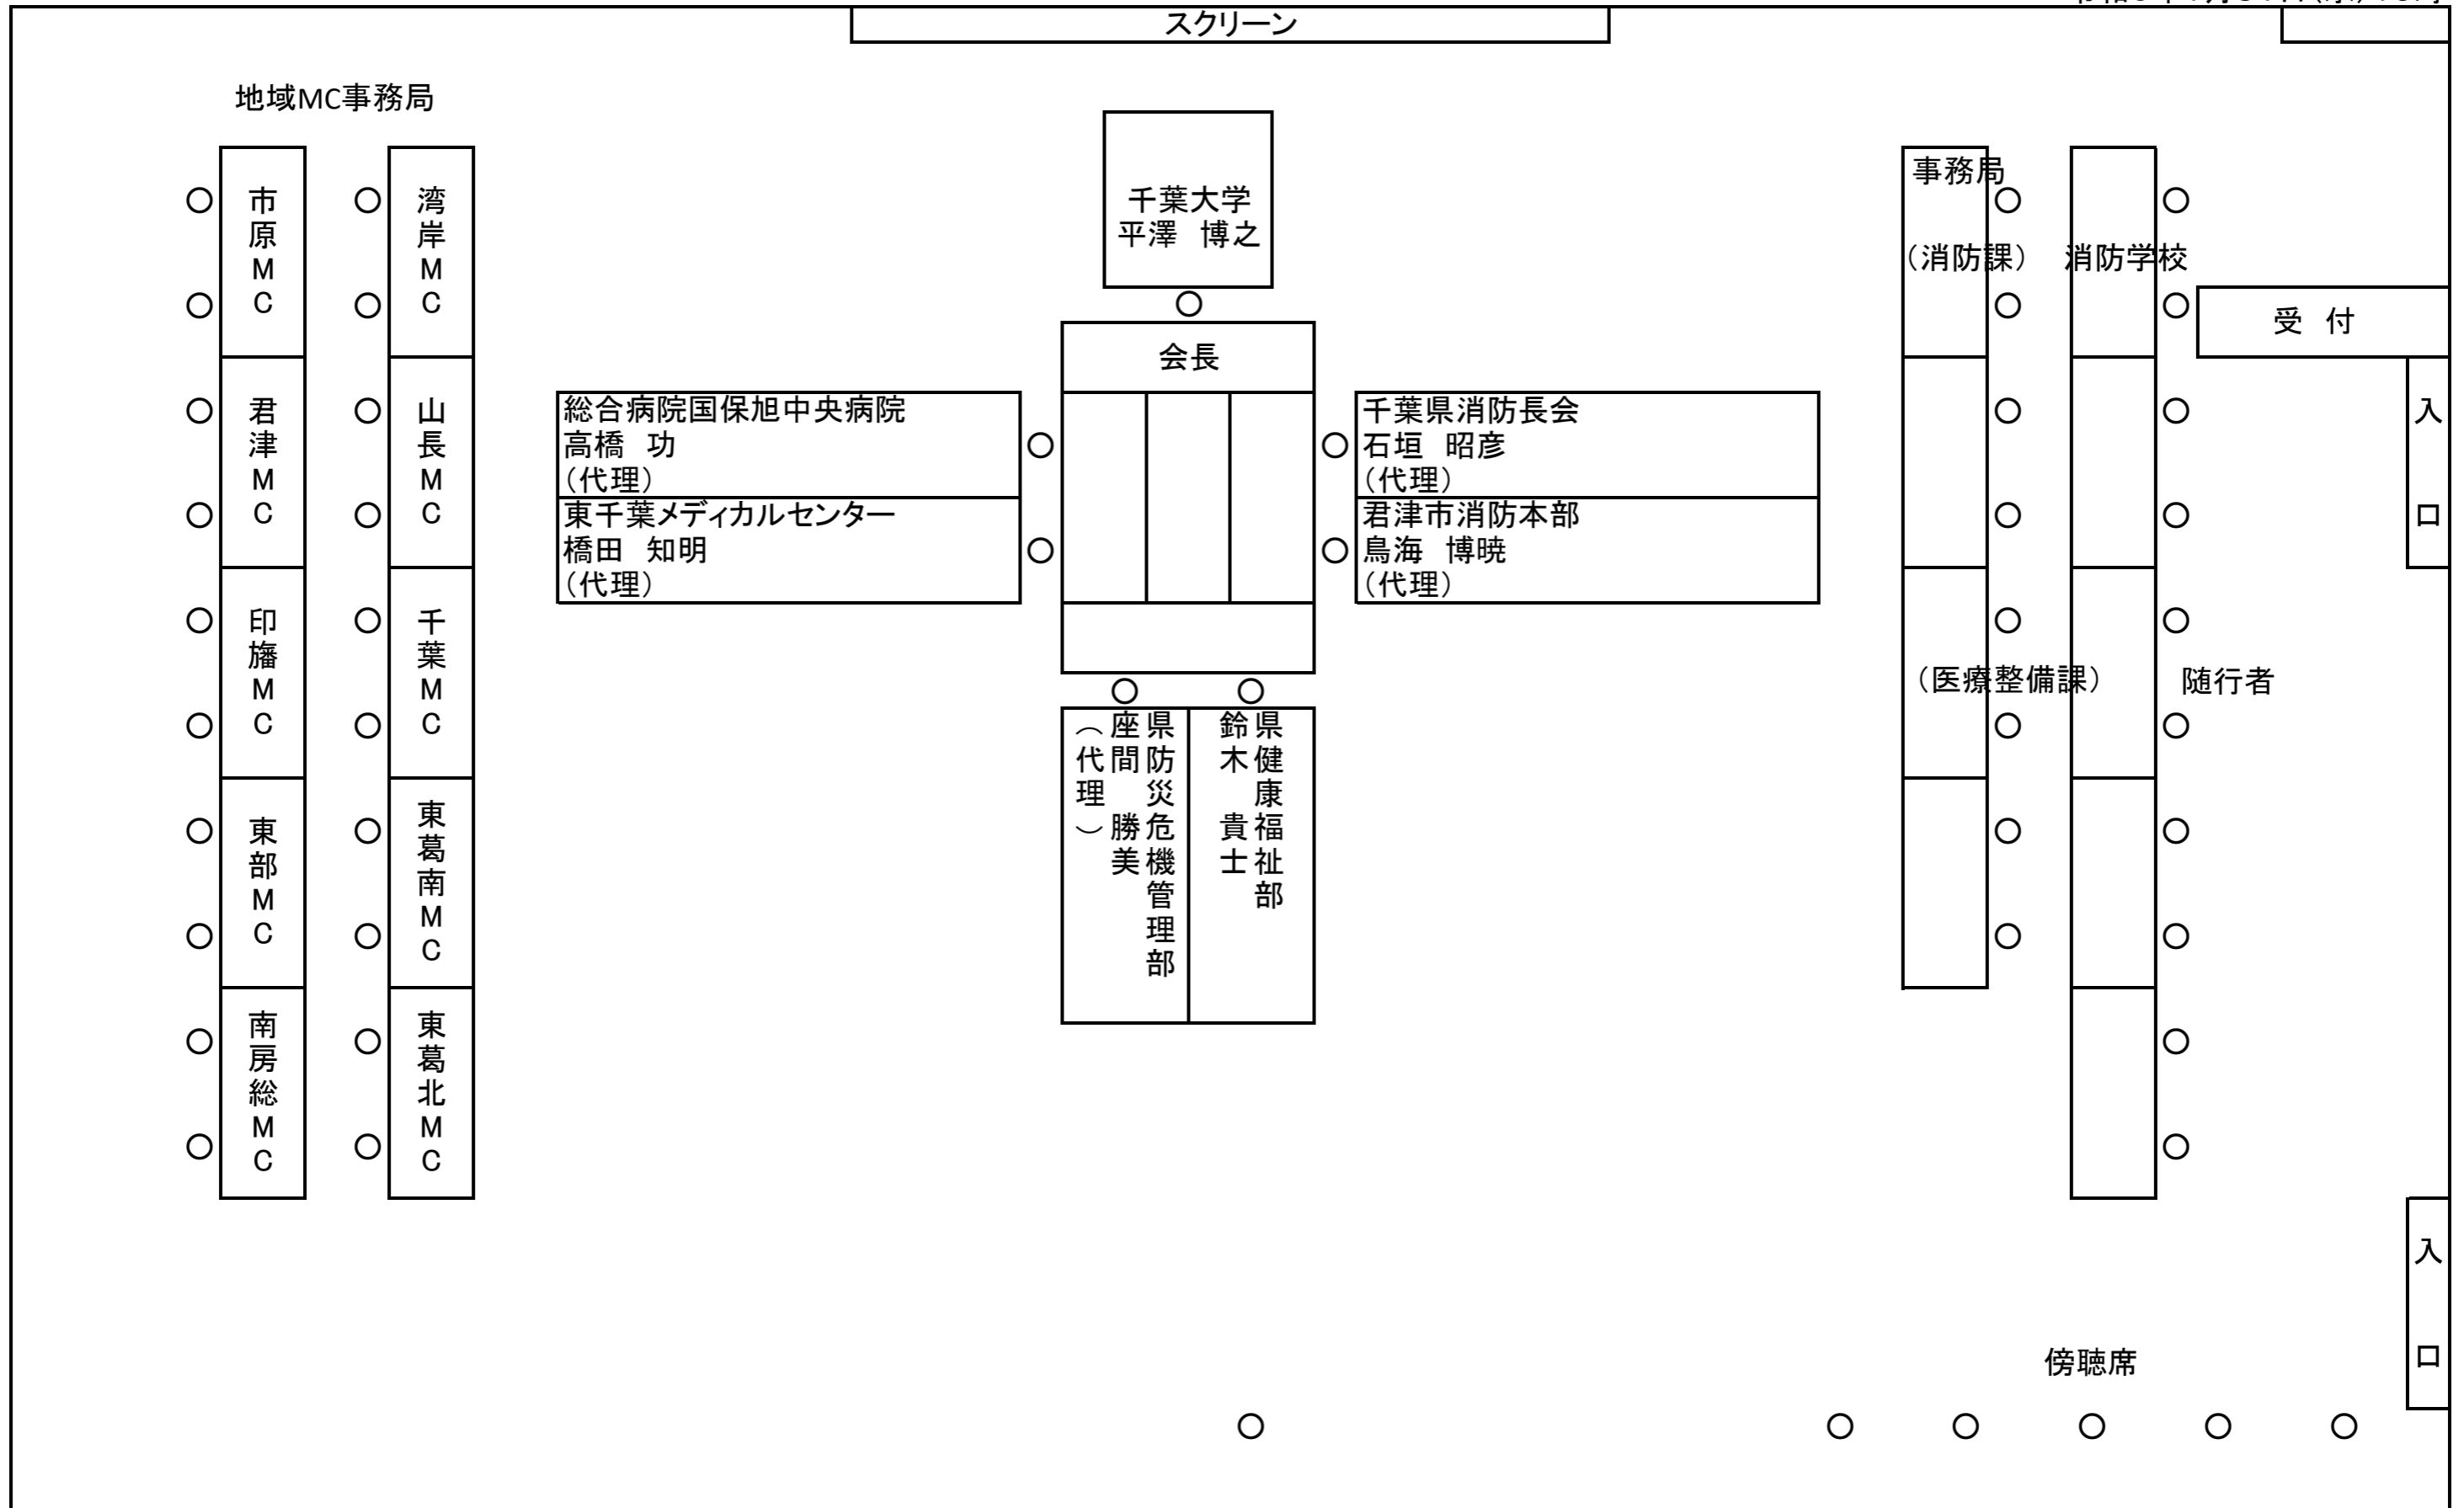 スクリーン
地域MC事務局
市原MC
湾岸MC
君津MC
山長MC
印旛MC
千葉MC
東部MC
東葛南MC
南房総MC
東葛北MC
千葉大学
平澤　博之
会長
総合病院国保旭中央病院
高橋　功
(代理)
東千葉メディカルセンター
橋田　知明
(代理)
千葉県消防長会
石垣　昭彦
(代理)
君津市消防本部
鳥海　博暁
(代理)
県防災危機管理部
座間　勝美
(代理)
県健康福祉部
鈴木　貴士
事務局
(消防課)
消防学校
受　付
入口
(医療整備課)
随行者
入口
傍聴席